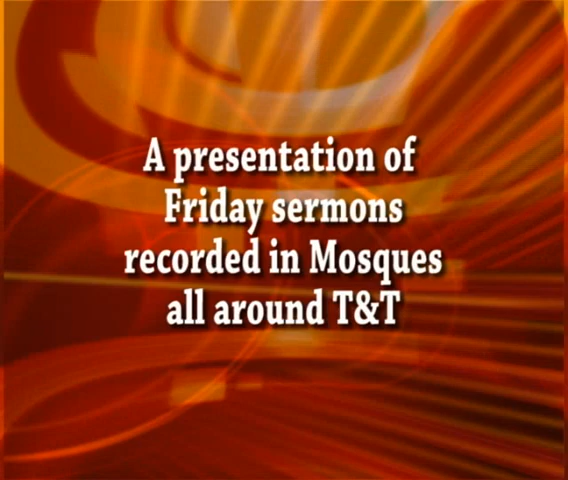 A presentation of
Friday sermons
recorded in Mosques
all around T&T